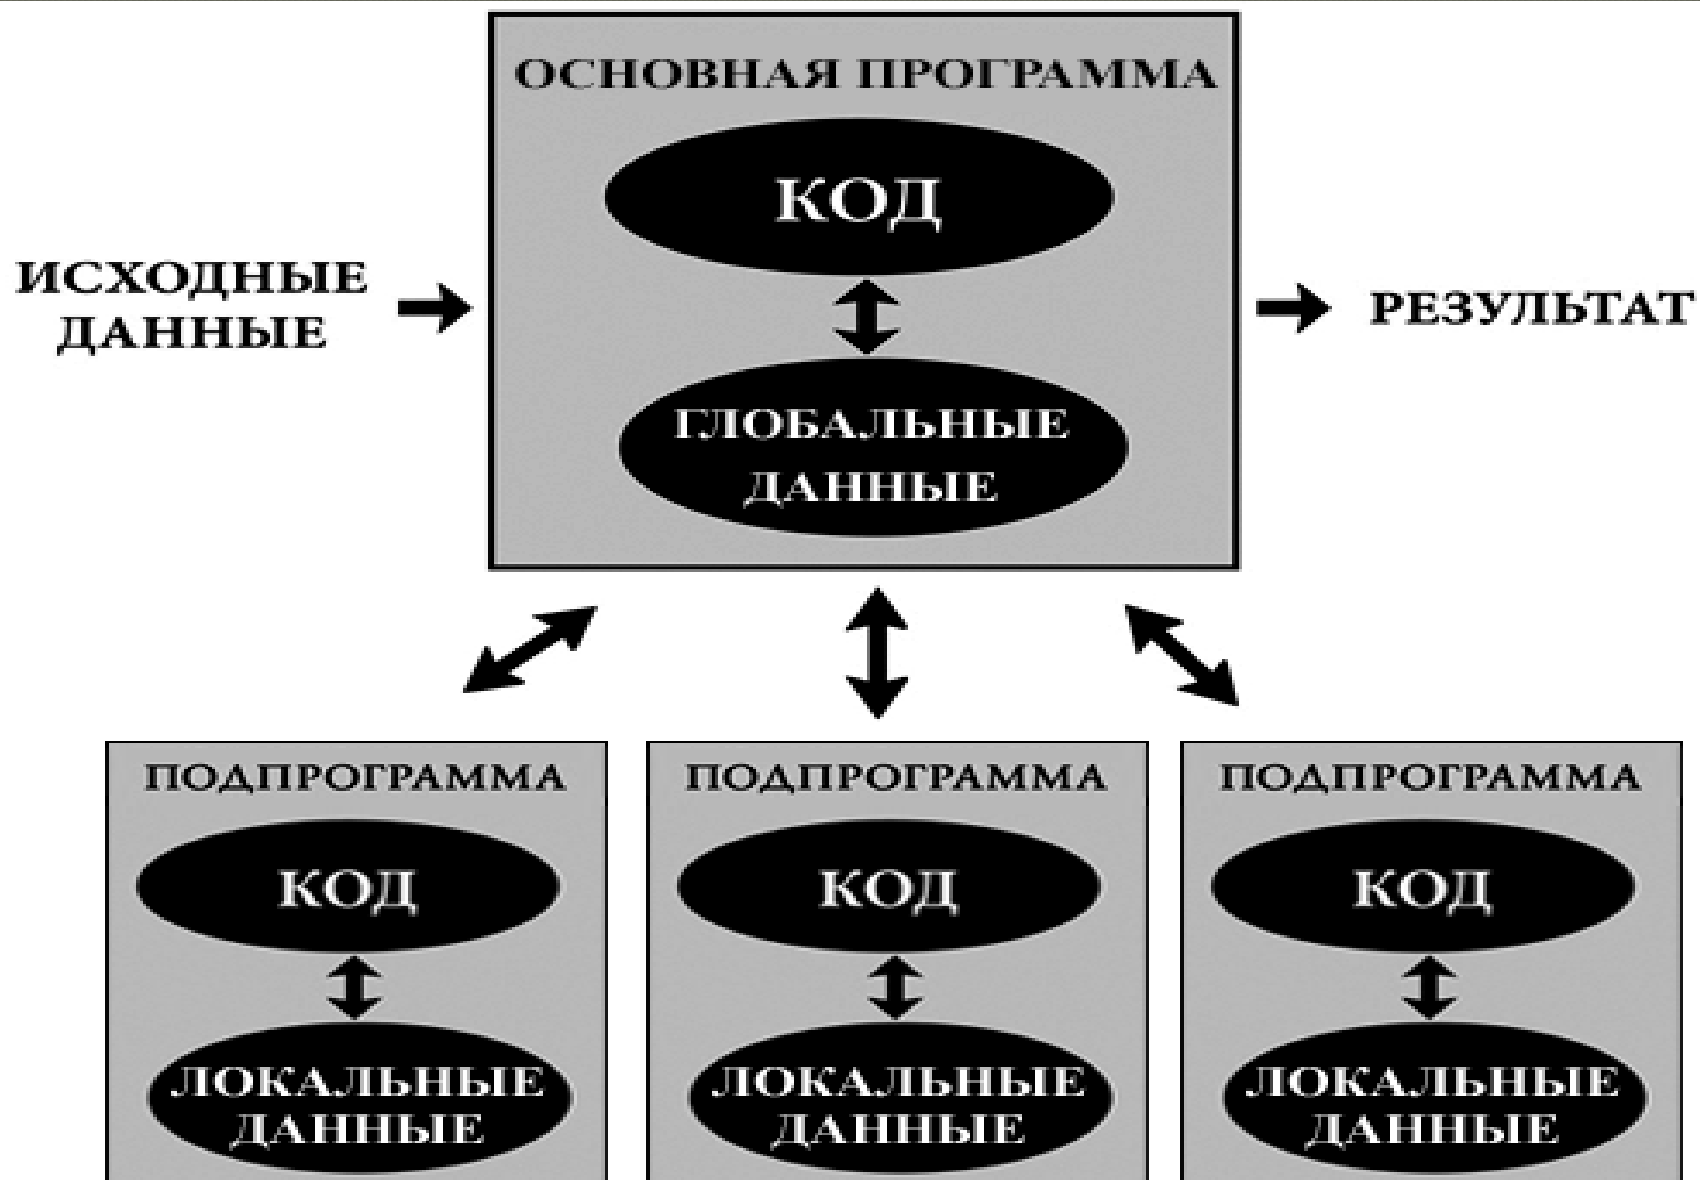 ОСНОВНАЯ ПРОГРАММА
КОД
ИСХОДНЫЕ
ДАННЫЕ
РЕЗУЛЬТАТ
ГЛОБАЛЬНЫЕ
ДАННЫЕ
ПОДПРОГРАММА
КОД
ЛОКАЛЬНЫЕ
ДАННЫЕ
ПОДПРОГРАММА
КОД
ЛОКАЛЬНЫЕ
ДАННЫЕ
ПОДПРОГРАММА
КОД
ЛОКАЛЬНЫЕ
ДАННЫЕ